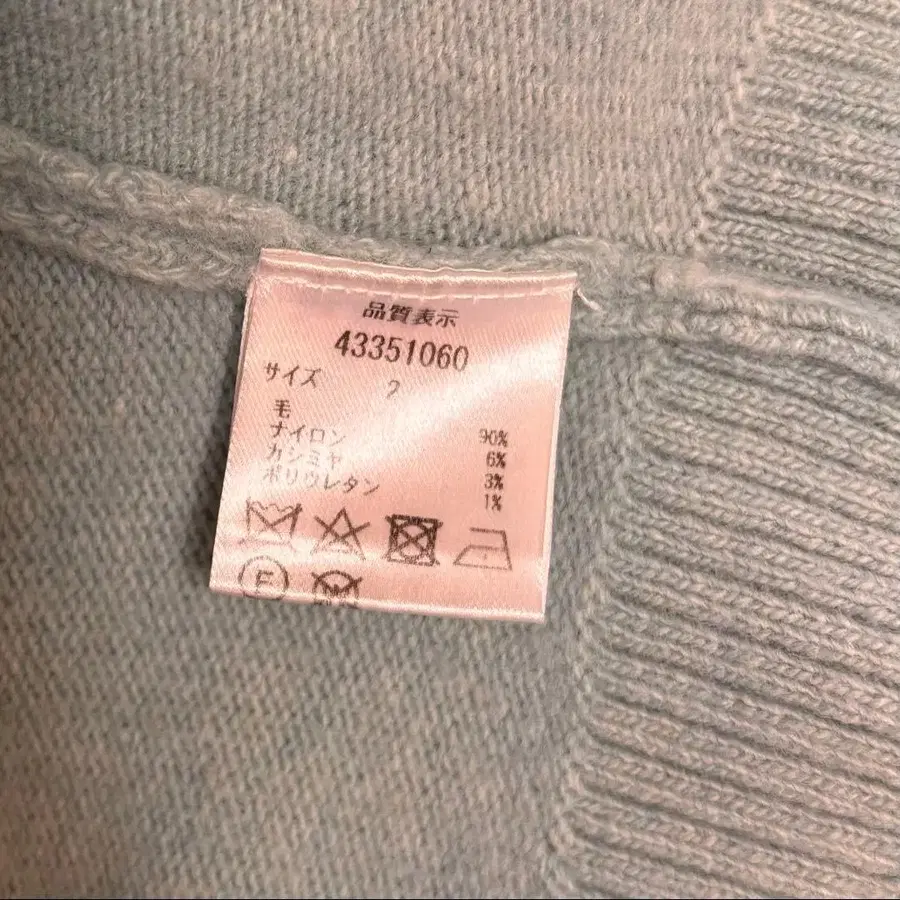 品質表示
43351060
サイズ 2
毛 90%
ナイロン 6%
カシミヤ 3%
ポリウレタン 1%
F